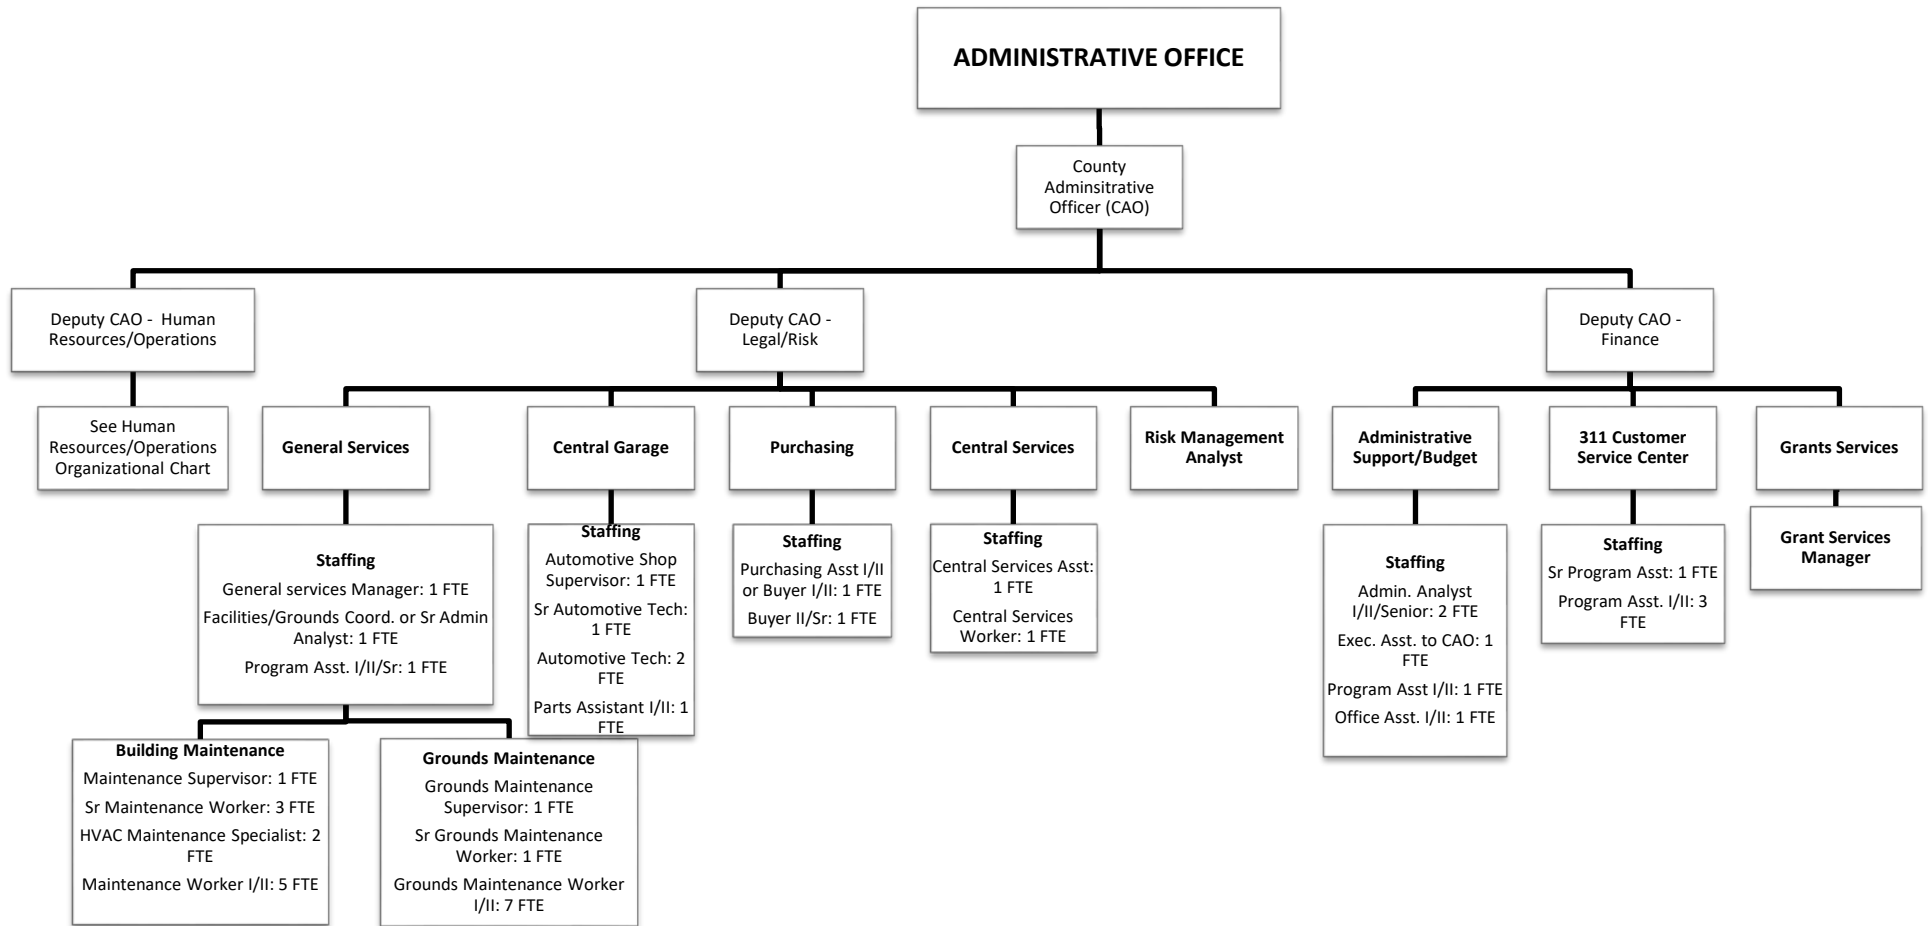 ADMINISTRATIVE OFFICE
County
Adminsitrative
Officer (CAO)
Deputy CAO - Human
Resources/Operations
Deputy CAO -
Legal/Risk
Deputy CAO -
Finance
See Human
Resources/Operations
Organizational Chart
General Services
Central Garage
Purchasing
Central Services
Risk Management
Analyst
Administrative
Support/Budget
311 Customer
Service Center
Grants Services
Staffing
General services Manager: 1 FTE
Facilities/Grounds Coord. or Sr Admin
Analyst: 1 FTE
Program Asst. I/II/Sr: 1 FTE
Staffing
Automotive Shop
Supervisor: 1 FTE
Sr Automotive Tech:
1 FTE
Automotive Tech: 2
FTE
Parts Assistant I/II: 1
FTE
Staffing
Purchasing Asst I/II
or Buyer I/II: 1 FTE
Buyer II/Sr: 1 FTE
Staffing
Central Services Asst:
1 FTE
Central Services
Worker: 1 FTE
Staffing
Admin. Analyst
I/II/Senior: 2 FTE
Exec. Asst. to CAO: 1
FTE
Program Asst I/II: 1 FTE
Office Asst. I/II: 1 FTE
Staffing
Sr Program Asst: 1 FTE
Program Asst. I/II: 3
FTE
Grant Services
Manager
Building Maintenance
Maintenance Supervisor: 1 FTE
Sr Maintenance Worker: 3 FTE
HVAC Maintenance Specialist: 2
FTE
Maintenance Worker I/II: 5 FTE
Grounds Maintenance
Grounds Maintenance
Supervisor: 1 FTE
Sr Grounds Maintenance
Worker: 1 FTE
Grounds Maintenance Worker
I/II: 7 FTE